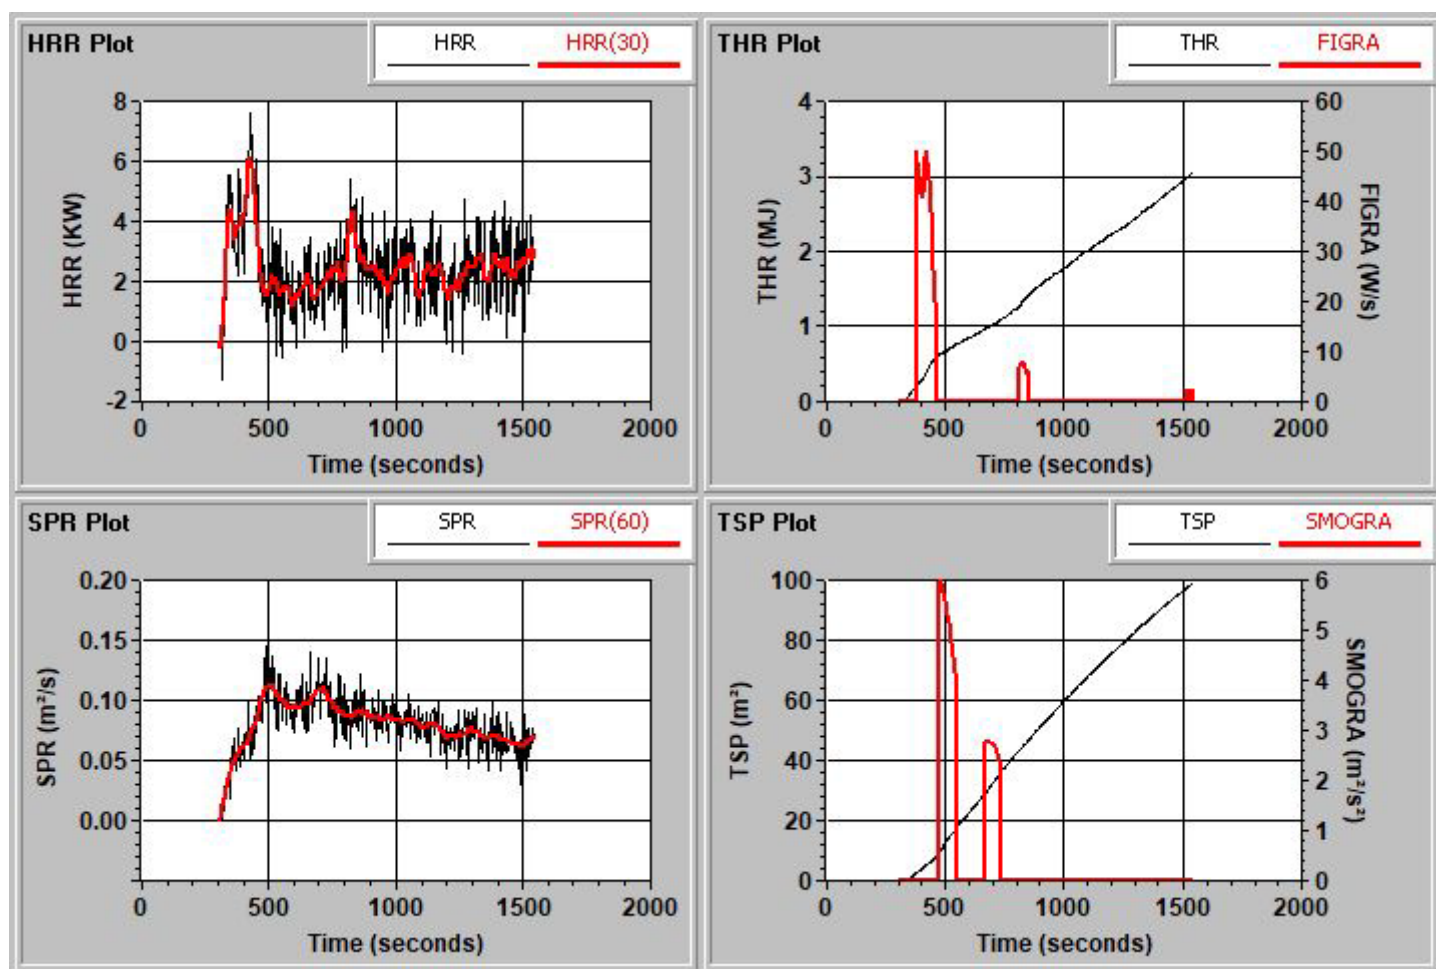 HRR Plot
HRR HRR(30)
8
6
4
2
0
-2
HRR (KW)
0 500 1000 1500 2000
Time (seconds)
THR Plot
THR FIGRA
4
3
2
1
0
THR (MJ)
60
50
40
30
20
10
0
FIGRA (W/s)
0 500 1000 1500 2000
Time (seconds)
SPR Plot
SPR SPR(60)
0.20
0.15
0.10
0.05
0.00
SPR (m²/s)
0 500 1000 1500 2000
Time (seconds)
TSP Plot
TSP SMOGRA
100
80
60
40
20
0
TSP (m²)
6
5
4
3
2
1
0
SMOGRA (m²/s²)
0 500 1000 1500 2000
Time (seconds)